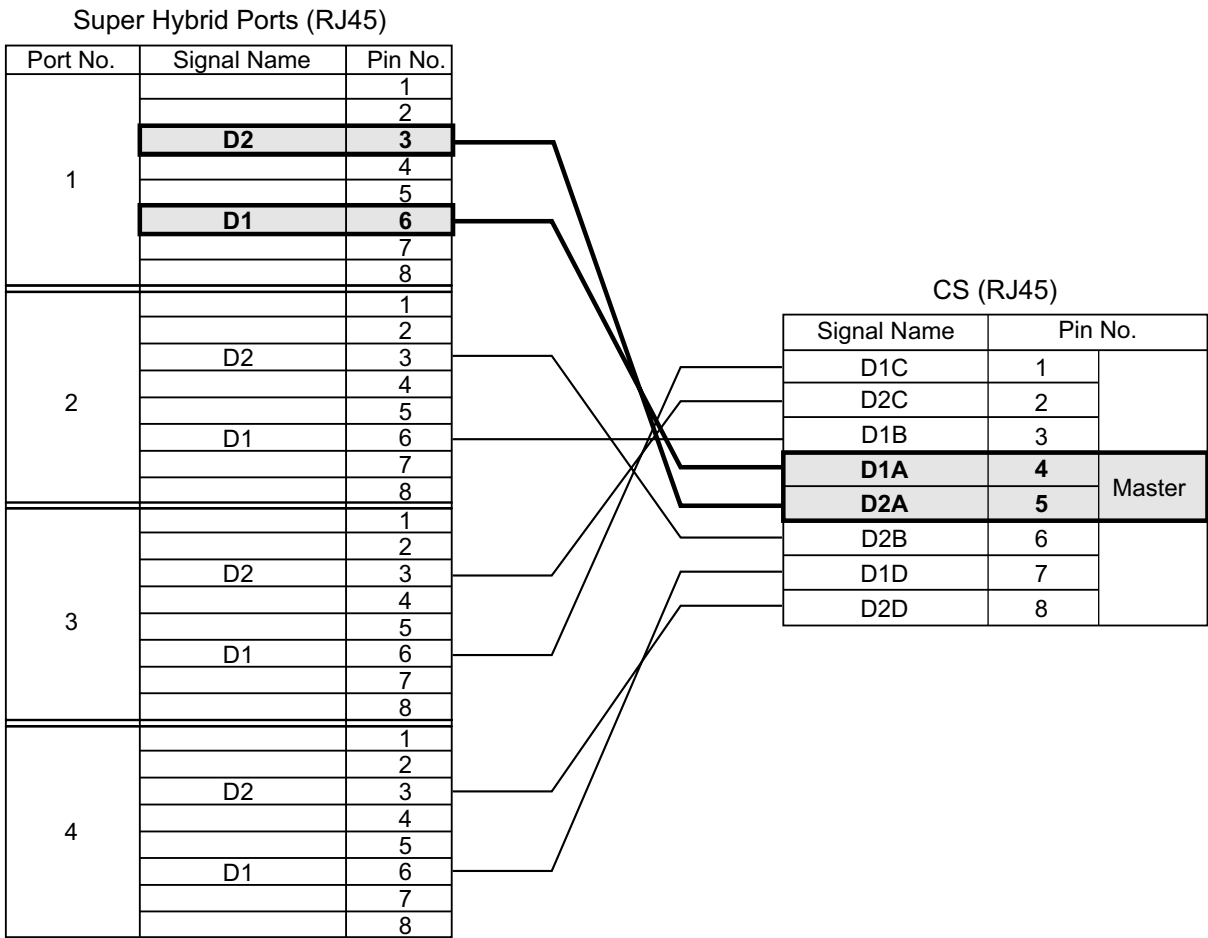 Super Hybrid Ports (RJ45)
Port No. Signal Name Pin No.
1
2
D2 3
4
1
5
D1 6
7
8
1
2
D2 3
4
2
5
D1 6
7
8
1
2
D2 3
4
3
5
D1 6
7
8
1
2
D2 3
4
4
5
D1 6
7
8
CS (RJ45)
Signal Name Pin No.
D1C 1
D2C 2
D1B 3
D1A 4
Master
D2A 5
D2B 6
D1D 7
D2D 8